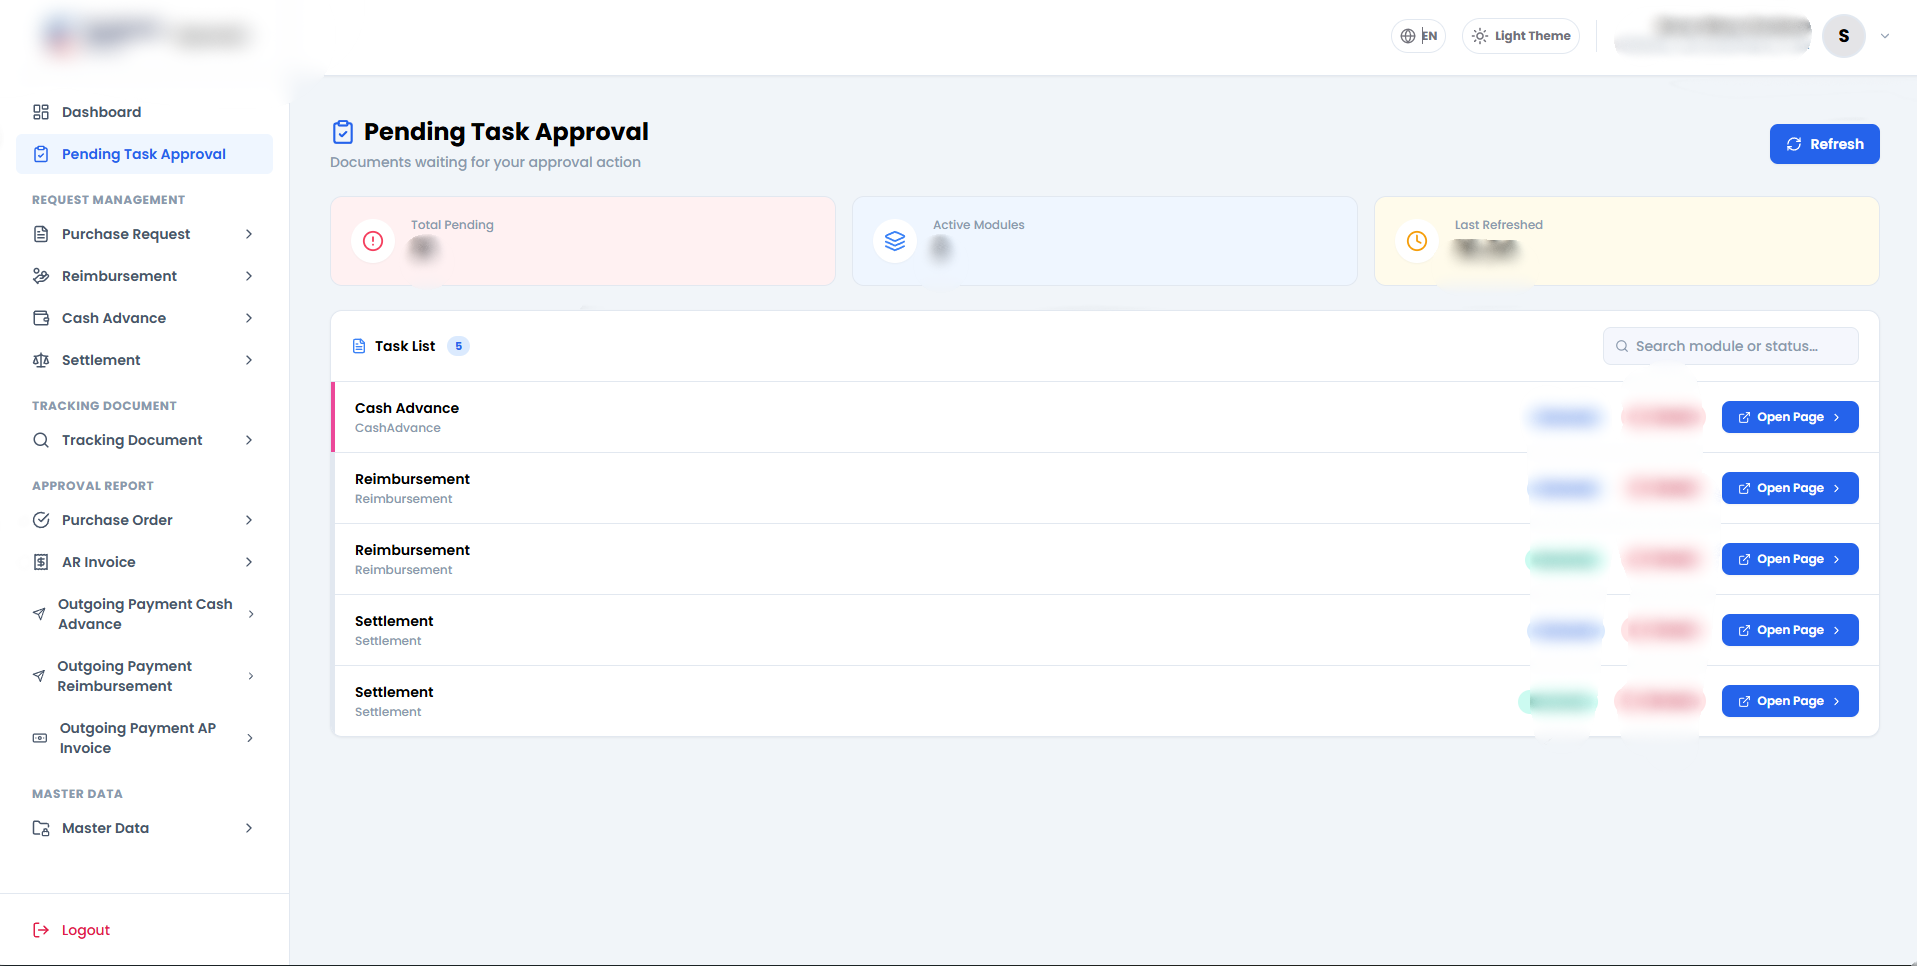 EN
Light Theme
S
Dashboard
Pending Task Approval
REQUEST MANAGEMENT
Purchase Request
Reimbursement
Cash Advance
Settlement
TRACKING DOCUMENT
Tracking Document
APPROVAL REPORT
Purchase Order
AR Invoice
Outgoing Payment Cash
Advance
Outgoing Payment
Reimbursement
Outgoing Payment AP
Invoice
MASTER DATA
Master Data
Logout
Pending Task Approval
Documents waiting for your approval action
Refresh
Total Pending
Active Modules
Last Refreshed
Task List 5
Search module or status...
Cash Advance
CashAdvance
Open Page
Reimbursement
Reimbursement
Open Page
Reimbursement
Reimbursement
Open Page
Settlement
Settlement
Open Page
Settlement
Settlement
Open Page